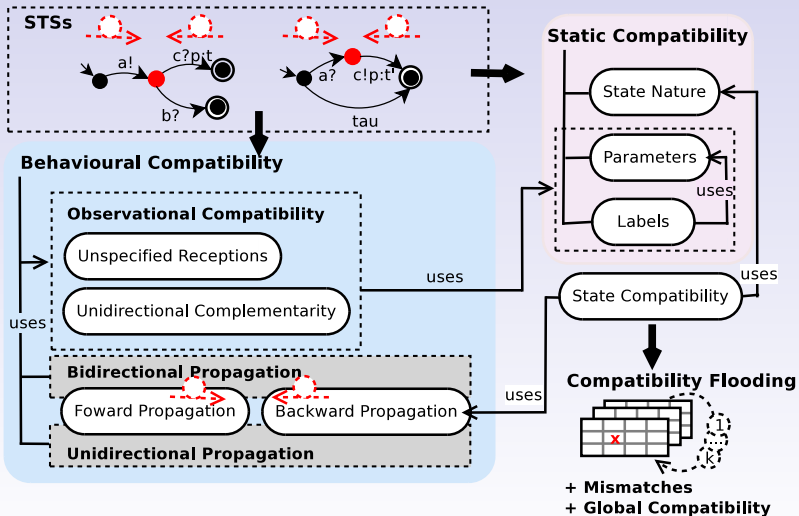 STSs
a!
c?p:t
b?
a?
c!p:t'
tau
Static Compatibility
State Nature
Parameters
uses
Labels
Behavioural Compatibility
Observational Compatibility
Unspecified Receptions
Unidirectional Complementarity
uses
uses
Bidirectional Propagation
Foward Propagation
Backward Propagation
Unidirectional Propagation
uses
State Compatibility
uses
Compatibility Flooding
x
1
...
k
+ Mismatches
+ Global Compatibility